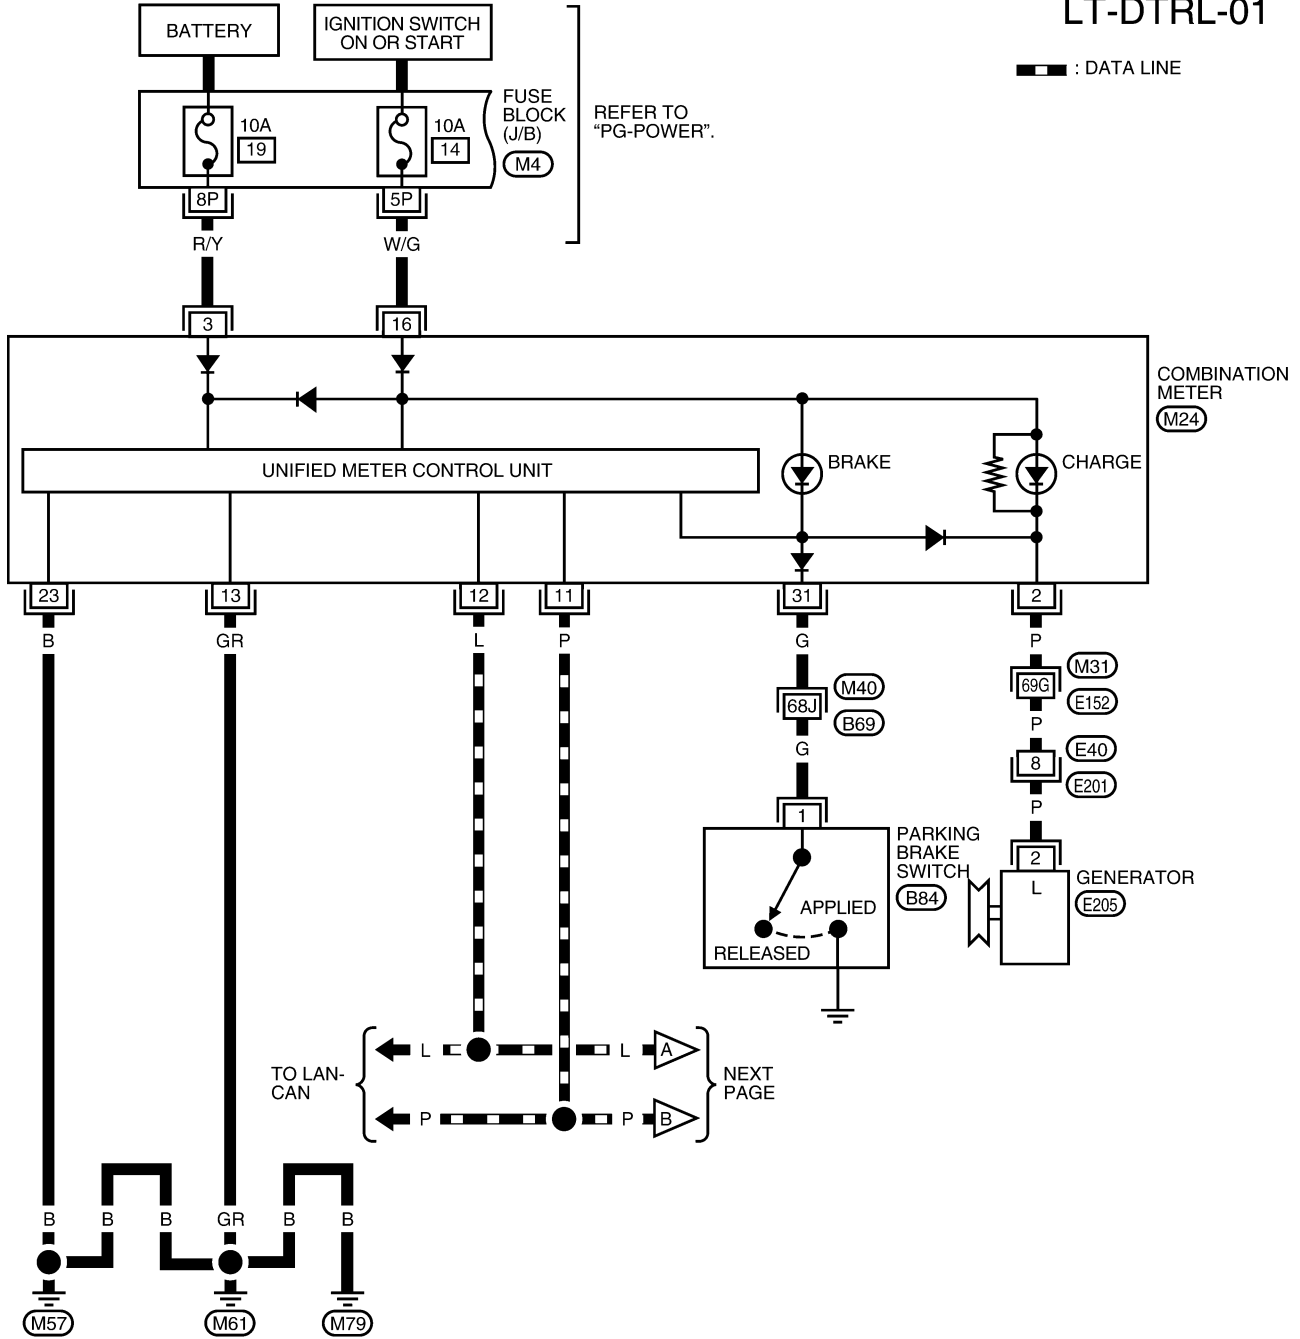 LT-DTRL-01
: DATA LINE
BATTERY
IGNITION SWITCH
ON OR START
FUSE
BLOCK
(J/B)
M4
REFER TO
“PG-POWER”.
10A
19
10A
14
8P
5P
R/Y
W/G
3
16
COMBINATION
METER
M24
UNIFIED METER CONTROL UNIT
BRAKE
CHARGE
23
13
12
11
31
2
B
GR
L
P
G
P
M40
68J
B69
G
M31
69G
E152
P
E40
8
E201
P
1
PARKING
BRAKE
SWITCH
B84
APPLIED
RELEASED
2
L
GENERATOR
E205
TO LAN-
CAN
L
L
A
P
P
B
NEXT
PAGE
B
B
B
GR
B
B
M57
M61
M79